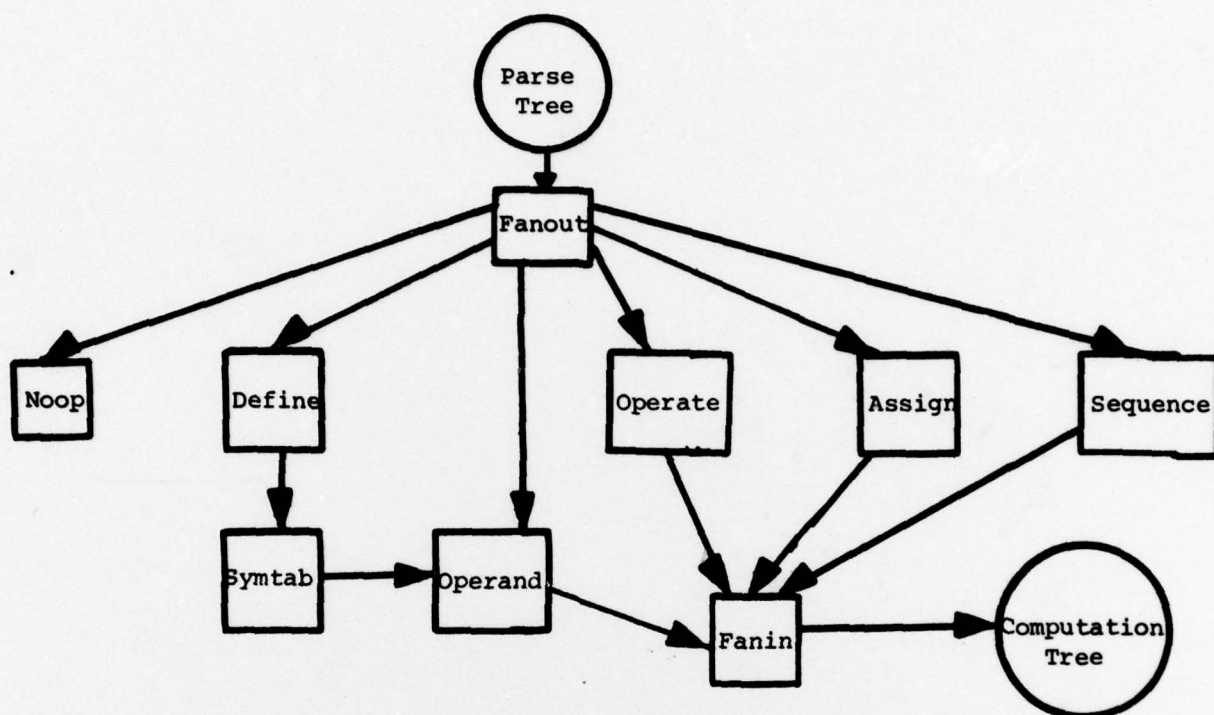 Parse
Tree
Fanout
Noop
Define
Operate
Assign
Sequence
Symtab
Operand
Fanin
Computation
Tree